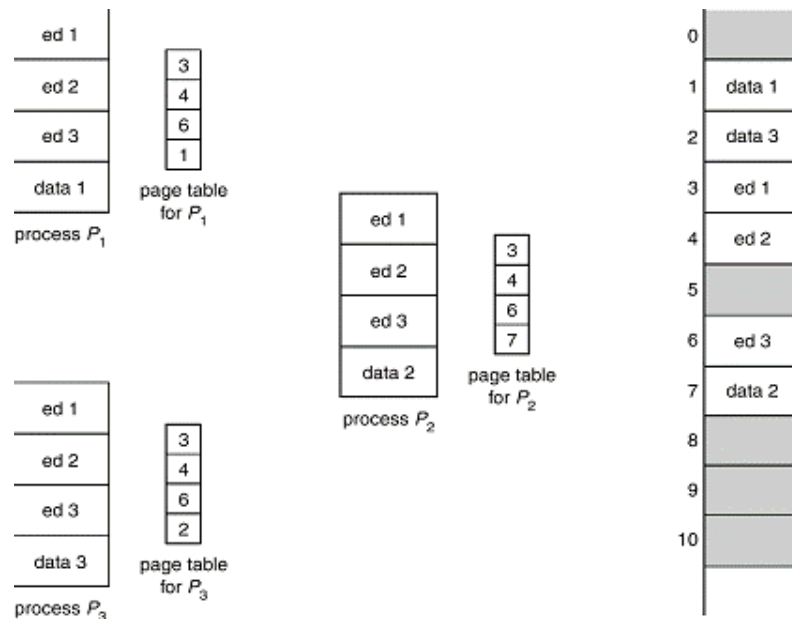 ed 1
ed 2
ed 3
data 1
process P1
3
4
6
1
page table
for P1
ed 1
ed 2
ed 3
data 2
process P2
3
4
6
7
page table
for P2
ed 1
ed 2
ed 3
data 3
process P3
3
4
6
2
page table
for P3
0
1 data 1
2 data 3
3 ed 1
4 ed 2
5
6 ed 3
7 data 2
8
9
10